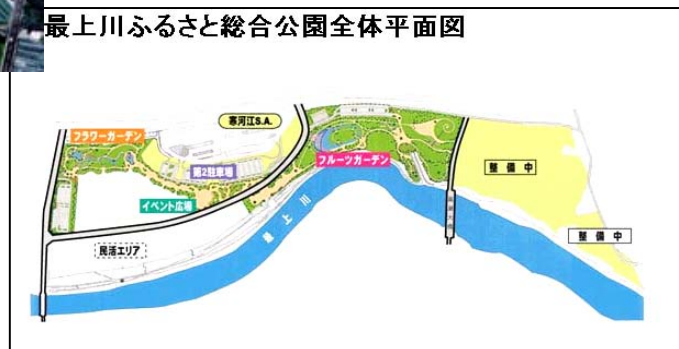 最上川ふるさと総合公園全体平面図
寒河江S.A.
フラワーガーデン
第2駐車場
フルーツガーデン
イベント広場
整備中
最上川
民活エリア
整備中